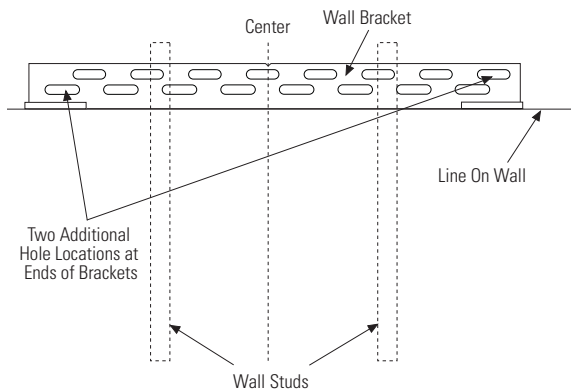 Center
Wall Bracket
Line On Wall
Two Additional
Hole Locations at
Ends of Brackets
Wall Studs